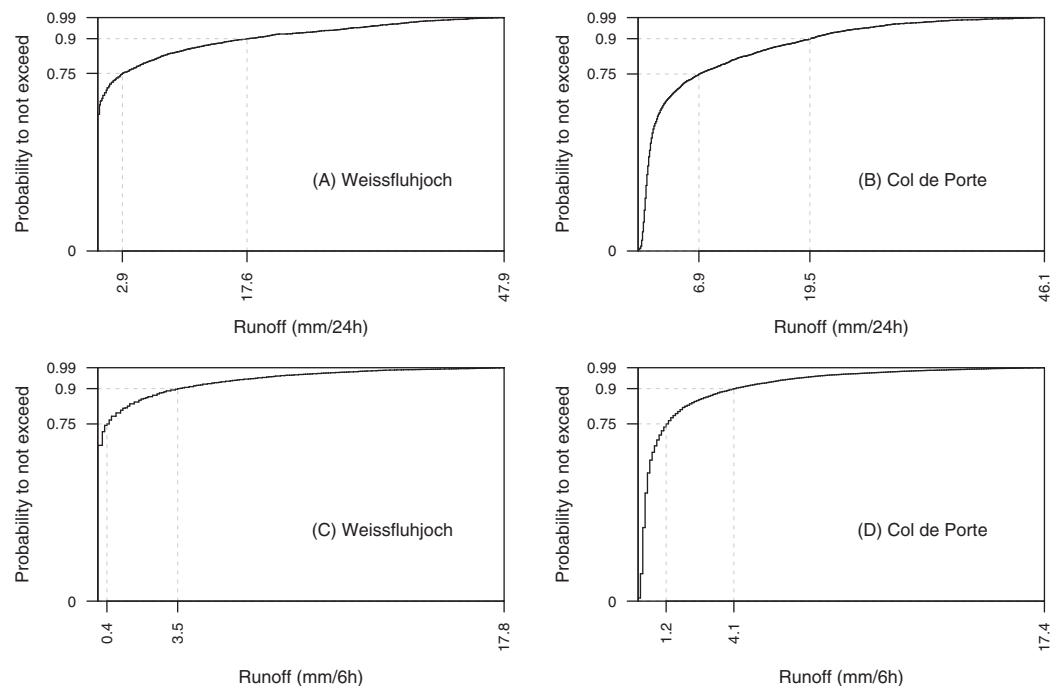 Probability to not exceed
0.99
0.9
0.75
0
(A) Weissfluhjoch
2.9
17.6
47.9
Runoff (mm/24h)
Probability to not exceed
0.99
0.9
0.75
0
(B) Col de Porte
6.9
19.5
46.1
Runoff (mm/24h)
Probability to not exceed
0.99
0.9
0.75
0
(C) Weissfluhjoch
0.4
3.5
17.8
Runoff (mm/6h)
Probability to not exceed
0.99
0.9
0.75
0
(D) Col de Porte
1.2
4.1
17.4
Runoff (mm/6h)